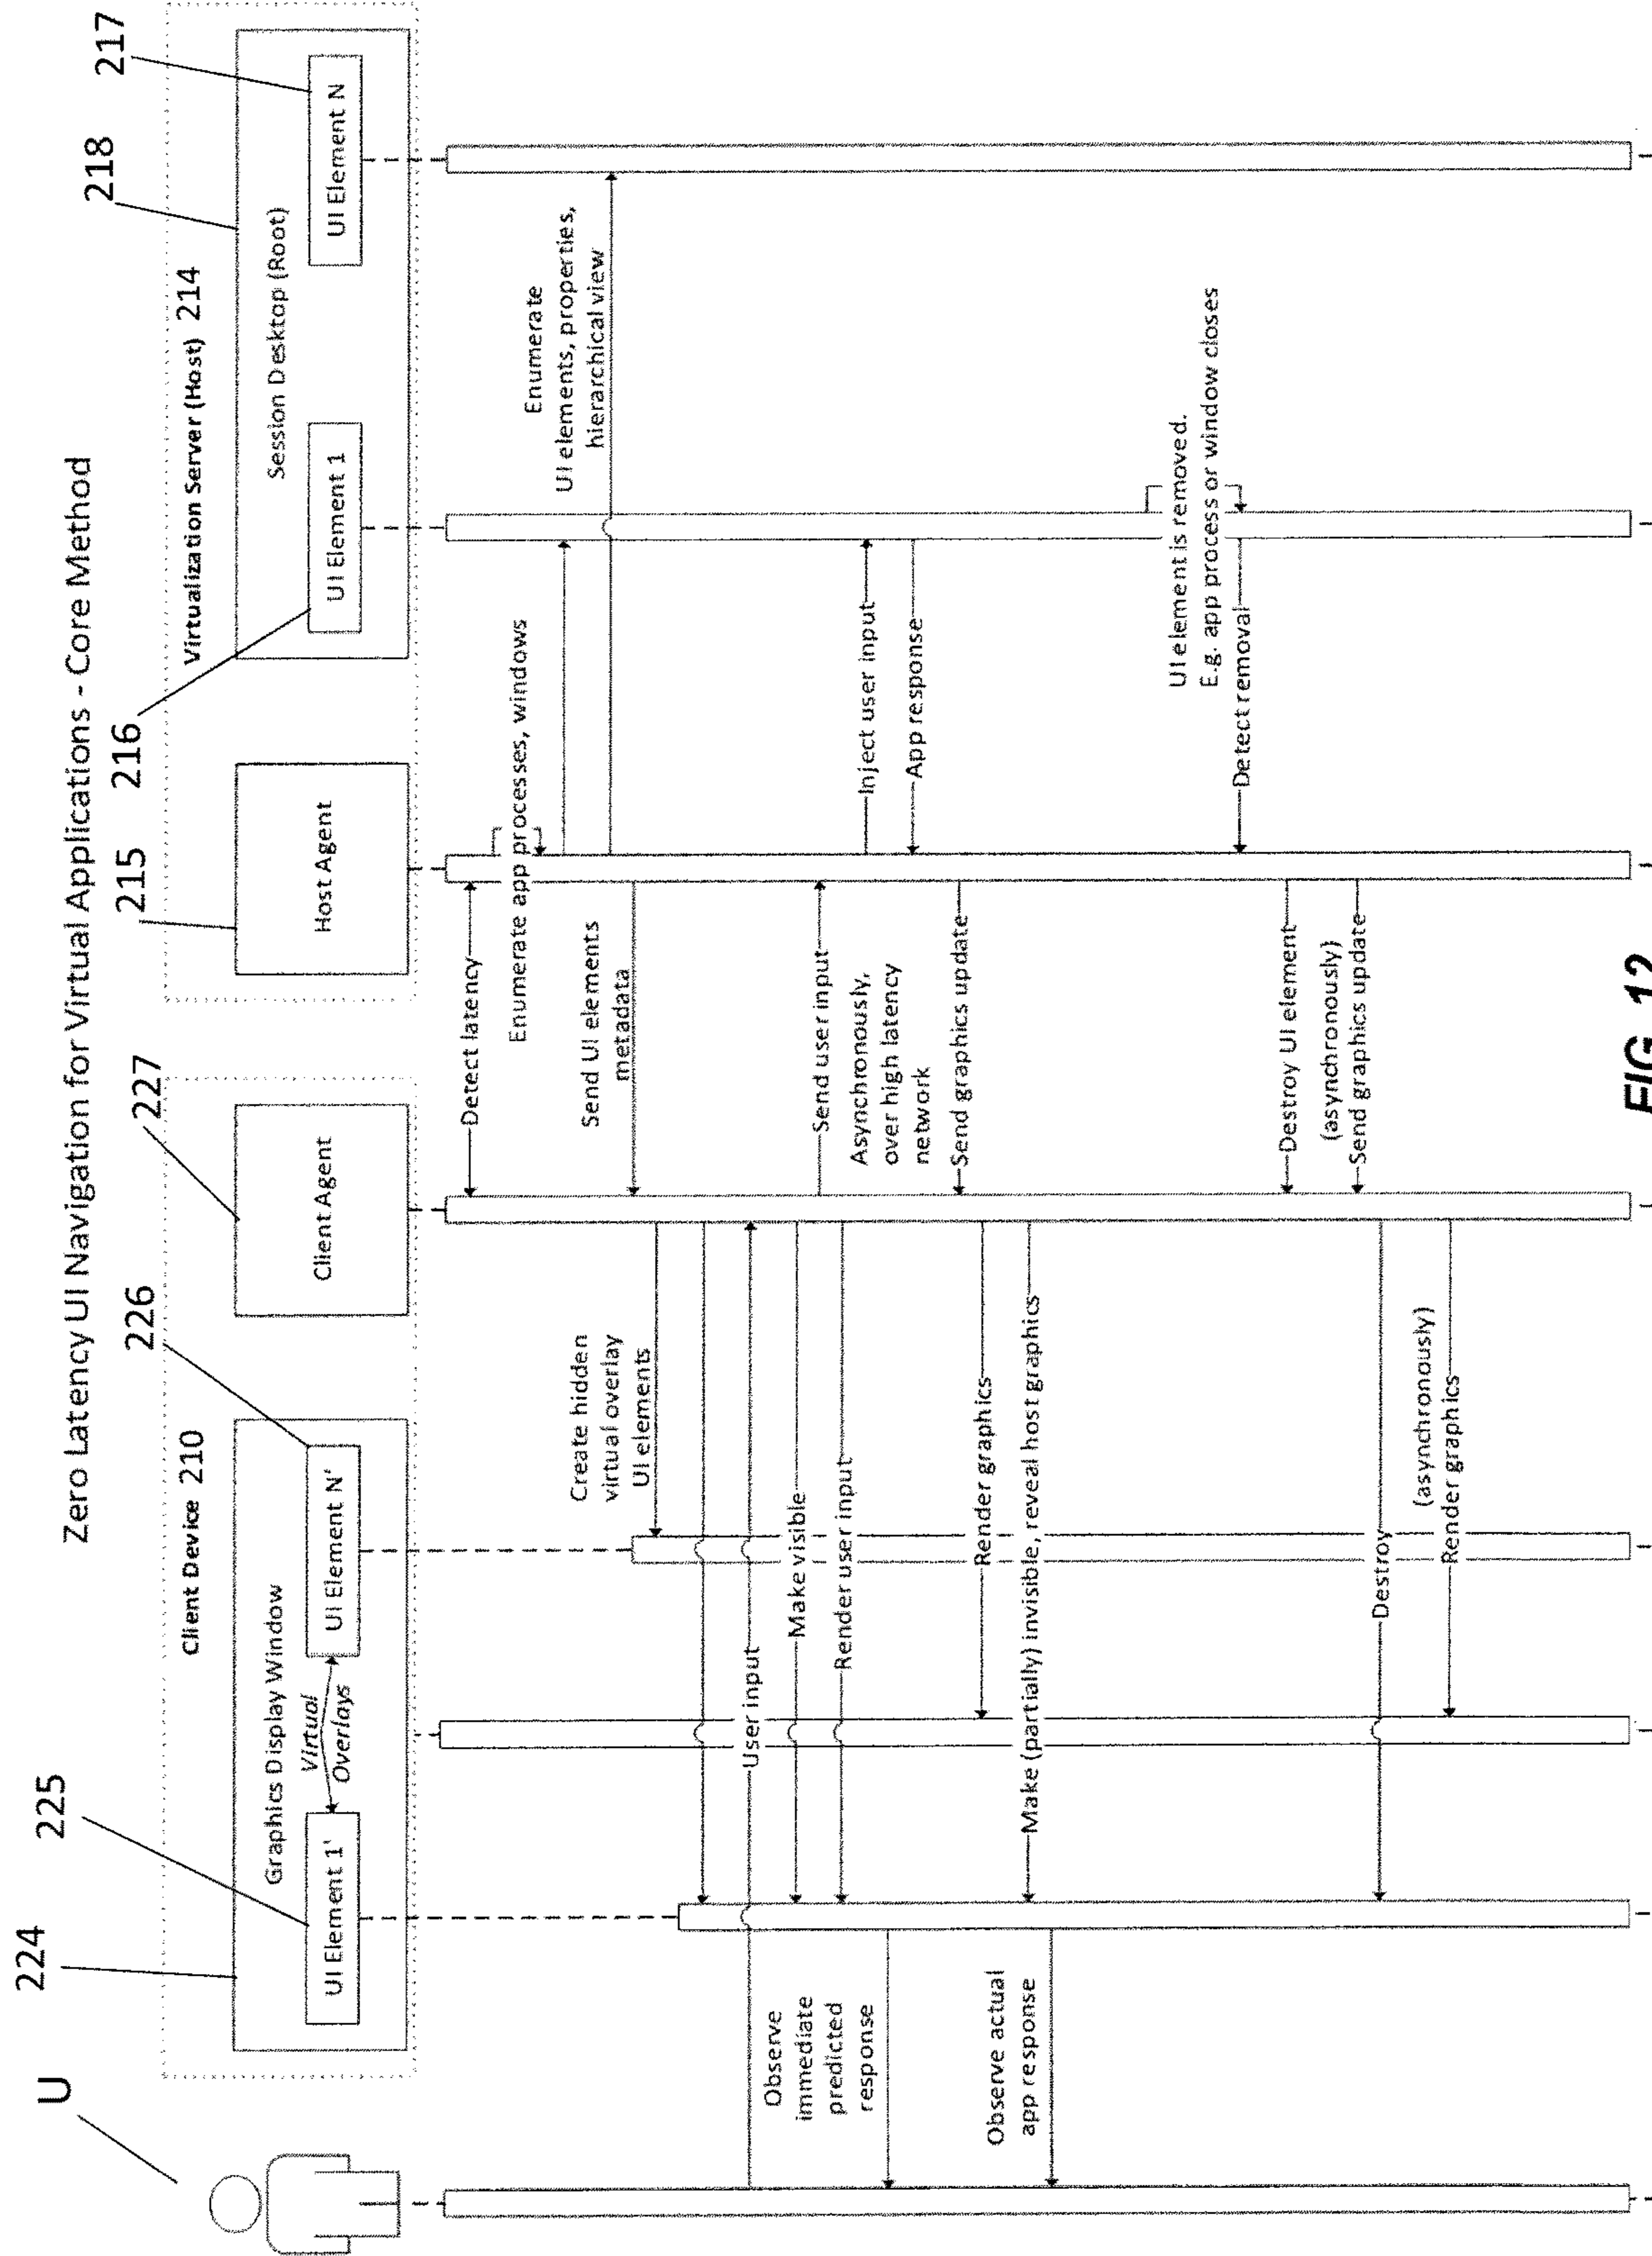 Zero Latency UI Navigation for Virtual Applications - Core Method
U
224
225
226
227
215
216
218
217
Client Device 210
Virtualization Server (Host) 214
Graphics Display Window
Session Desktop (Root)
UI Element 1'
Virtual
Overlays
UI Element N'
Client Agent
Host Agent
UI Element 1
UI Element N
Detect latency
Enumerate app processes, windows
Enumerate
UI elements, properties,
hierarchical view
Send UI elements
metadata
Create hidden
virtual overlay
UI elements
User input
Make visible
Send user input
Render user input
Asynchronously,
over high latency
network
Inject user input
Observe
immediate
predicted
response
App response
Send graphics update
Render graphics
Make (partially) invisible, reveal host graphics
Observe actual
app response
UI element is removed.
E.g. app process or window closes
Detect removal
Destroy UI element
(asynchronously)
Send graphics update
Destroy
(asynchronously)
Render graphics
FIG. 12